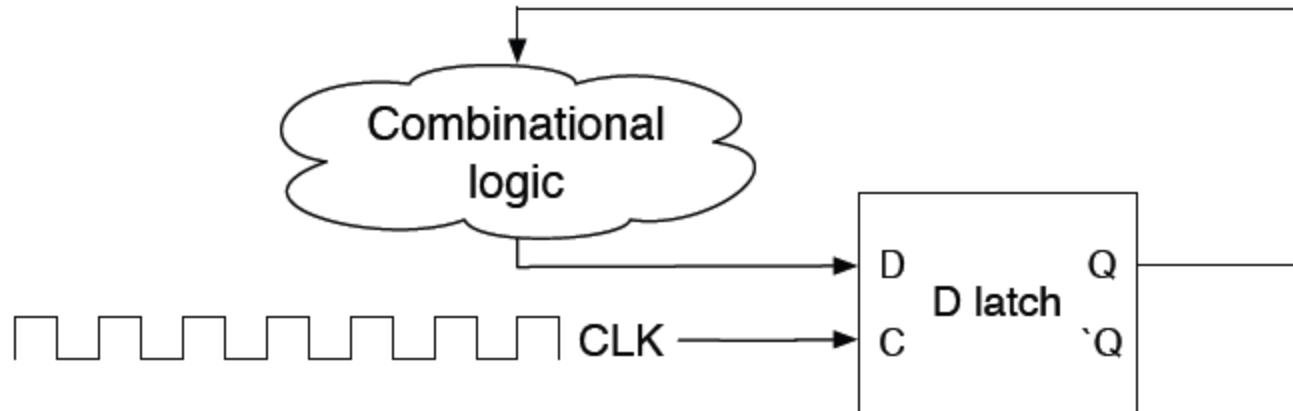 Combinational
logic
D Q
D latch
CLK C `Q